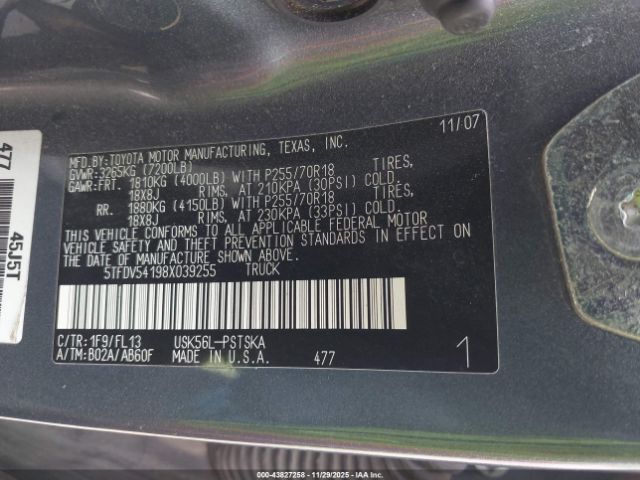 477
45J5T
MFD.BY:TOYOTA MOTOR MANUFACTURING, TEXAS, INC. 11/07
GVWR:3265KG (7200LB)
GAWR:FRT. 1810KG (4000LB) WITH P255/70R18 TIRES,
18X8J RIMS, AT 210KPA (30PSI) COLD.
RR. 1880KG (4150LB) WITH P255/70R18 TIRES,
18X8J RIMS, AT 230KPA (33PSI) COLD.
THIS VEHICLE CONFORMS TO ALL APPLICABLE FEDERAL MOTOR
VEHICLE SAFETY AND THEFT PREVENTION STANDARDS IN EFFECT ON
THE DATE OF MANUFACTURE SHOWN ABOVE.
5TFDV54198X039255 TRUCK
C/TR:1F9/FL13 USK56L-PSTSKA
A/TM:B02A/AB60F MADE IN U.S.A. 477 1
00-43827258 - 11/29/2025 - IAAI.COM